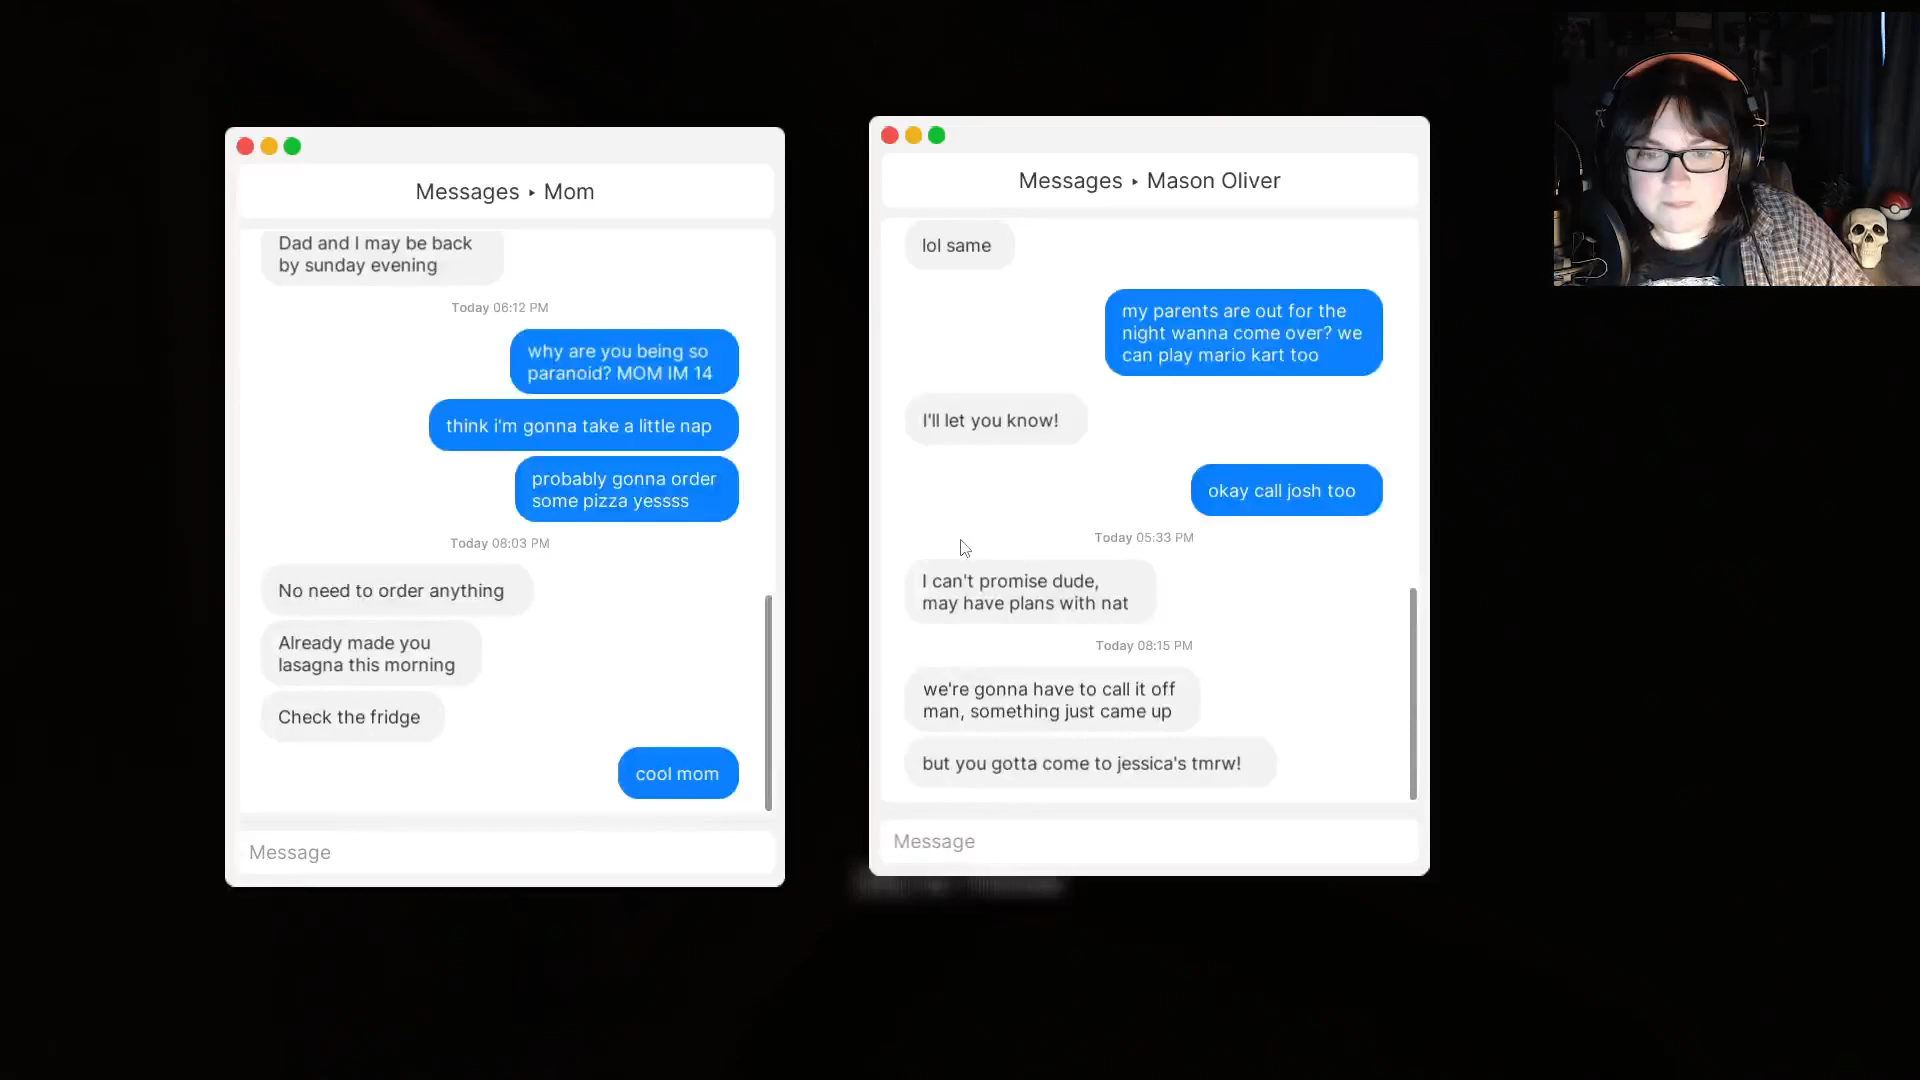 Messages ‣ Mom
Dad and I may be back
by sunday evening
Today 06:12 PM
why are you being so
paranoid? MOM IM 14
think i'm gonna take a little nap
probably gonna order
some pizza yessss
Today 08:03 PM
No need to order anything
Already made you
lasagna this morning
Check the fridge
cool mom
Message
Messages ‣ Mason Oliver
lol same
my parents are out for the
night wanna come over? we
can play mario kart too
I'll let you know!
okay call josh too
Today 05:33 PM
I can't promise dude,
may have plans with nat
Today 08:15 PM
we're gonna have to call it off
man, something just came up
but you gotta come to jessica's tmrw!
Message